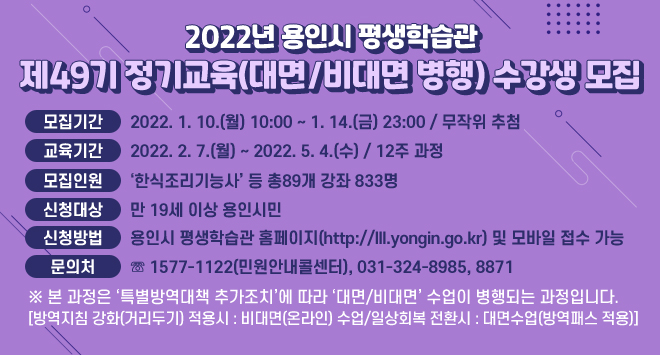 2022년 용인시 평생학습관
제49기 정기교육(대면/비대면 병행) 수강생 모집
모집기간 2022. 1. 10.(월) 10:00 ~ 1. 14.(금) 23:00 / 무작위 추첨
교육기간 2022. 2. 7.(월) ~ 2022. 5. 4.(수) / 12주 과정
모집인원 ‘한식조리기능사’ 등 총89개 강좌 833명
신청대상 만 19세 이상 용인시민
신청방법 용인시 평생학습관 홈페이지(http://lll.yongin.go.kr) 및 모바일 접수 가능
문의처 ☏ 1577-1122(민원안내콜센터), 031-324-8985, 8871
※ 본 과정은 ‘특별방역대책 추가조치’에 따라 ‘대면/비대면’ 수업이 병행되는 과정입니다.
[방역지침 강화(거리두기) 적용시 : 비대면(온라인) 수업/일상회복 전환시 : 대면수업(방역패스 적용)]